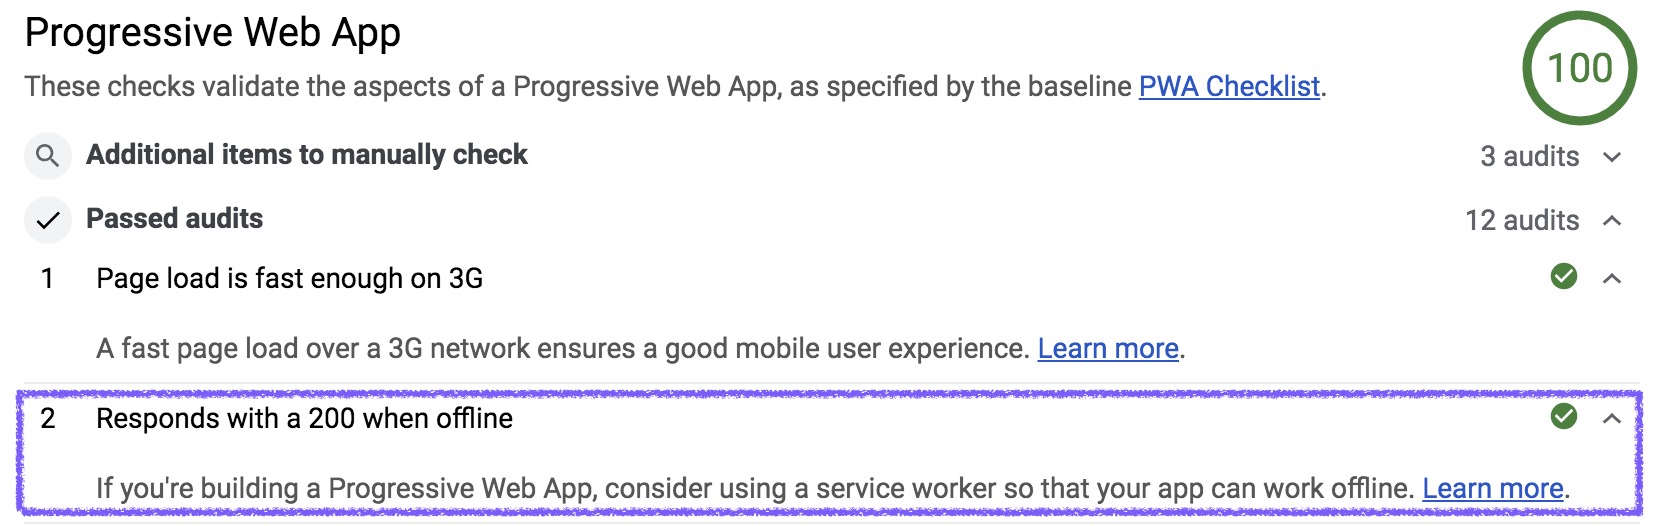 Progressive Web App
100
These checks validate the aspects of a Progressive Web App, as specified by the baseline PWA Checklist.
Additional items to manually check 3 audits
Passed audits 12 audits
1 Page load is fast enough on 3G
A fast page load over a 3G network ensures a good mobile user experience. Learn more.
2 Responds with a 200 when offline
If you're building a Progressive Web App, consider using a service worker so that your app can work offline. Learn more.